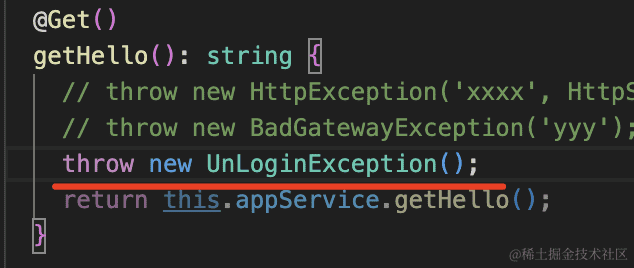 @Get()
getHello(): string {
// throw new HttpException('xxxx', HttpS
// throw new BadGatewayException('yyy');
throw new UnLoginException();
return this.appService.getHello();
}
@稀土掘金技术社区